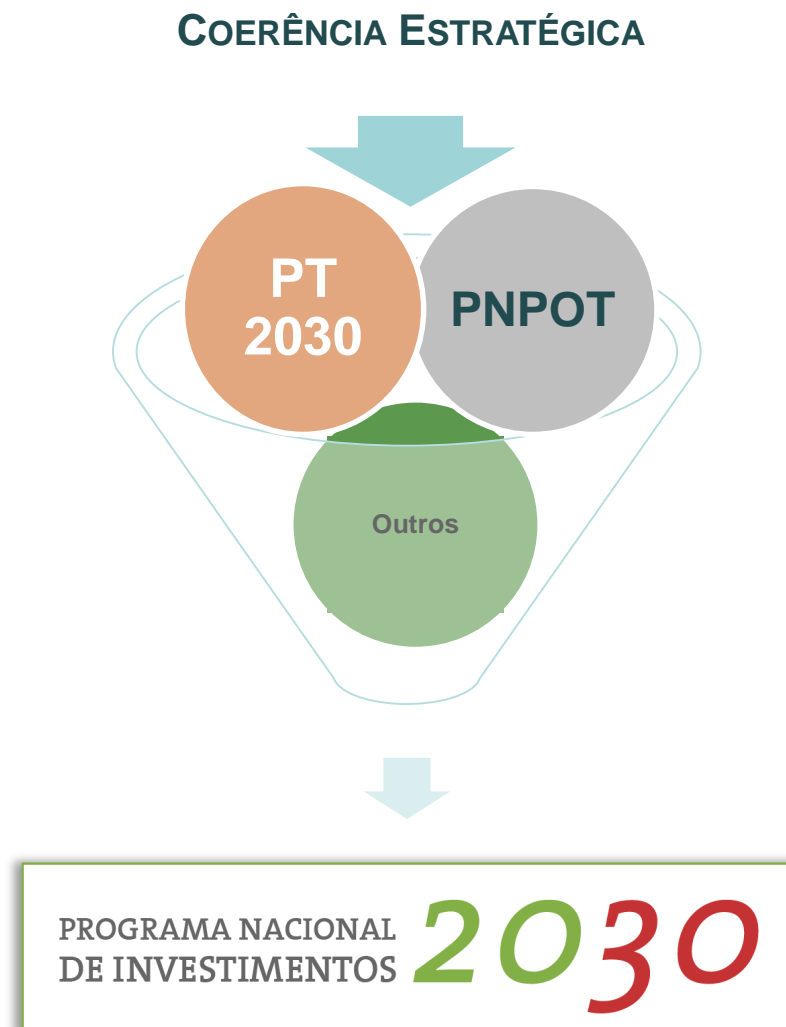 COERÊNCIA ESTRATÉGICA
PT
2030
PNPOT
Outros
PROGRAMA NACIONAL
DE INVESTIMENTOS
2030